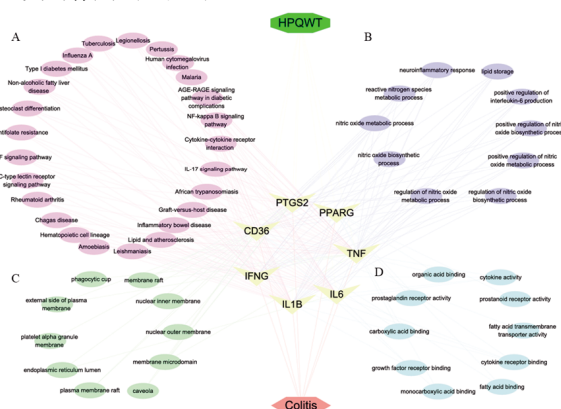 HPQWT
A
Tuberculosis
Legionellosis
Influenza A
Pertussis
Human cytomegalovirus
infection
Type I diabetes mellitus
Malaria
Non-alcoholic fatty liver
disease
AGE-RAGE signaling
pathway in diabetic
complications
osteoclast differentiation
NF-kappa B signaling
pathway
Antifolate resistance
Cytokine-cytokine receptor
interaction
F signaling pathway
IL-17 signaling pathway
C-type lectin receptor
signaling pathway
Rheumatoid arthritis
African trypanosomiasis
Chagas disease
Graft-versus-host disease
Hematopoietic cell lineage
Inflammatory bowel disease
Amoebiasis
Lipid and atherosclerosis
Leishmaniasis
B
neuroinflammatory response
lipid storage
reactive nitrogen species
metabolic process
positive regulation of
interleukin-6 production
nitric oxide metabolic process
positive regulation of nitric
oxide biosynthetic process
nitric oxide biosynthetic
process
positive regulation of nitric
oxide metabolic process
regulation of nitric oxide
metabolic process
regulation of nitric oxide
biosynthetic process
PTGS2
PPARG
CD36
TNF
IFNG
IL1B
IL6
C
phagocytic cup
membrane raft
external side of plasma
membrane
nuclear inner membrane
platelet alpha granule
membrane
nuclear outer membrane
endoplasmic reticulum lumen
membrane microdomain
plasma membrane raft
caveola
D
organic acid binding
cytokine activity
prostaglandin receptor activity
prostanoid receptor activity
carboxylic acid binding
fatty acid transmembrane
transporter activity
growth factor receptor binding
cytokine receptor binding
monocarboxylic acid binding
fatty acid binding
Colitis